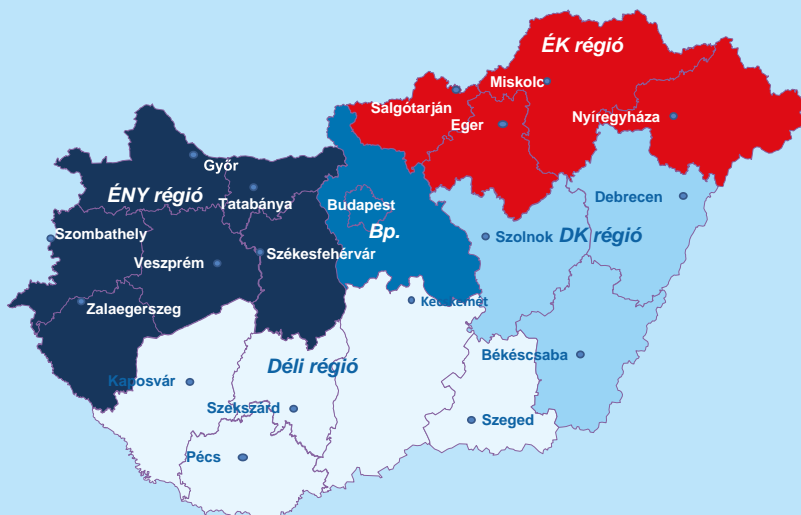 ÉK régió
Miskolc
Salgótarján
Eger
Nyíregyháza
Győr
ÉNY régió
Tatabánya
Budapest
Debrecen
Bp.
Szolnok
DK régió
Szombathely
Veszprém
Székesfehérvár
Zalaegerszeg
Kecskemét
Déli régió
Békéscsaba
Kaposvár
Szekszárd
Szeged
Pécs